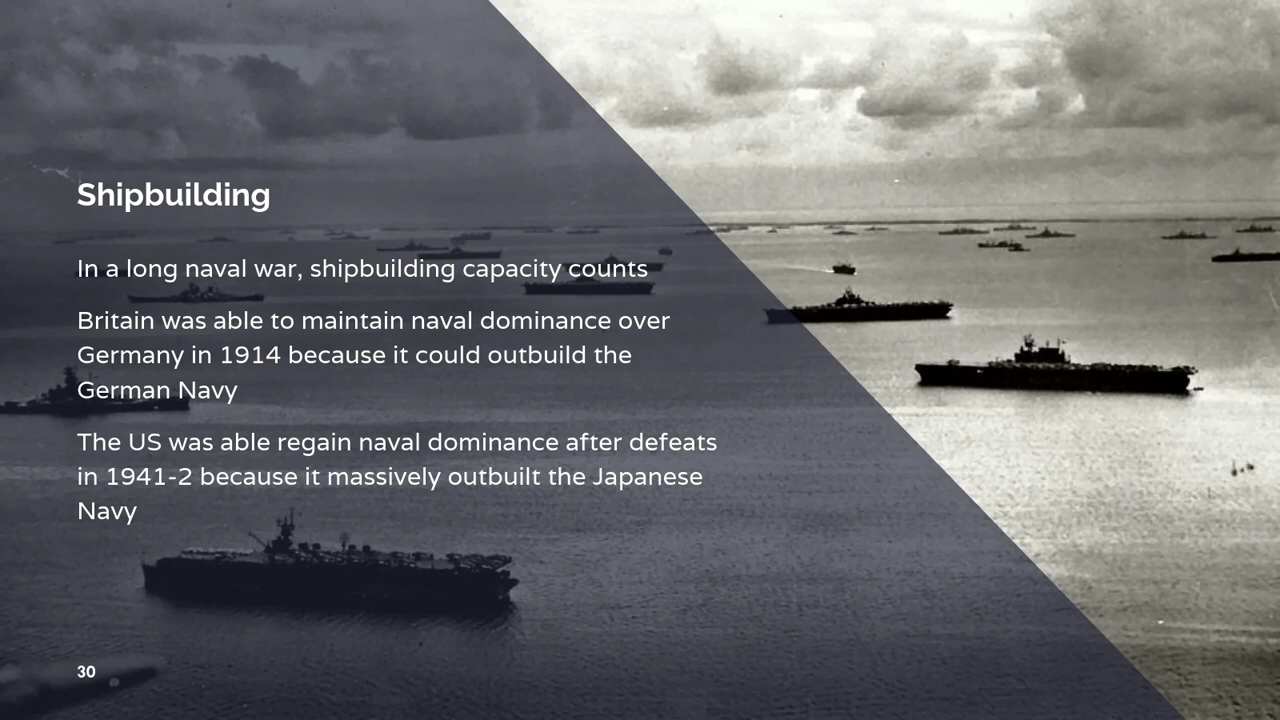 Shipbuilding
In a long naval war, shipbuilding capacity counts
Britain was able to maintain naval dominance over
Germany in 1914 because it could outbuild the
German Navy
The US was able regain naval dominance after defeats
in 1941-2 because it massively outbuilt the Japanese
Navy
30